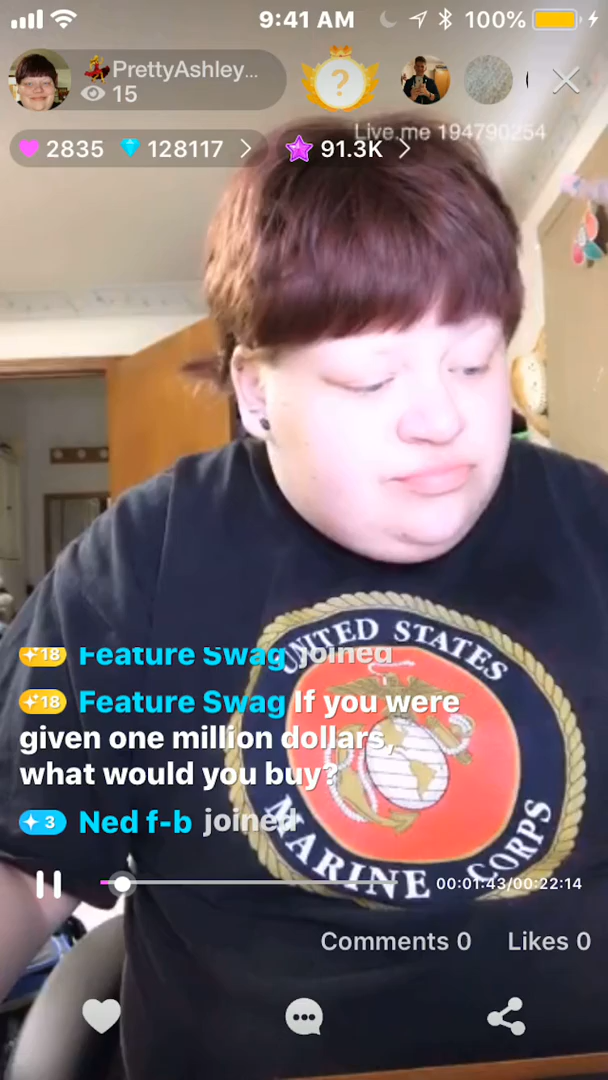 9:41 AM 100%
PrettyAshley...
15
?
Live.me 194790254
2835 128117 91.3K
UNITED STATES
18 Feature Swag joined
18 Feature Swag If you were
given one million dollars,
what would you buy?
3 Ned f-b joined
MARINE CORPS
00:01:43/00:22:14
Comments 0 Likes 0